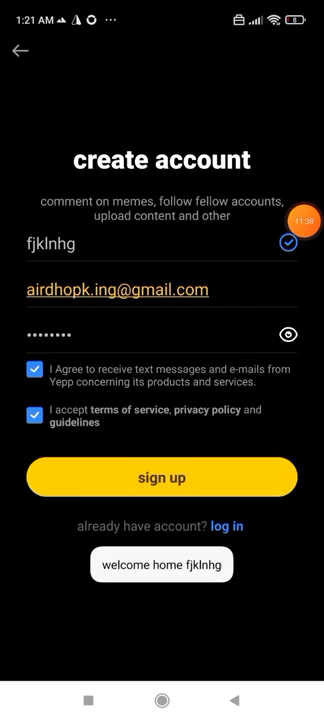 1:21 AM
create account
comment on memes, follow fellow accounts,
upload content and other
11:38
fjklnhg
airdhopk.ing@gmail.com
I Agree to receive text messages and e-mails from
Yepp concerning its products and services.
I accept terms of service, privacy policy and
guidelines
sign up
already have account? log in
welcome home fjklnhg